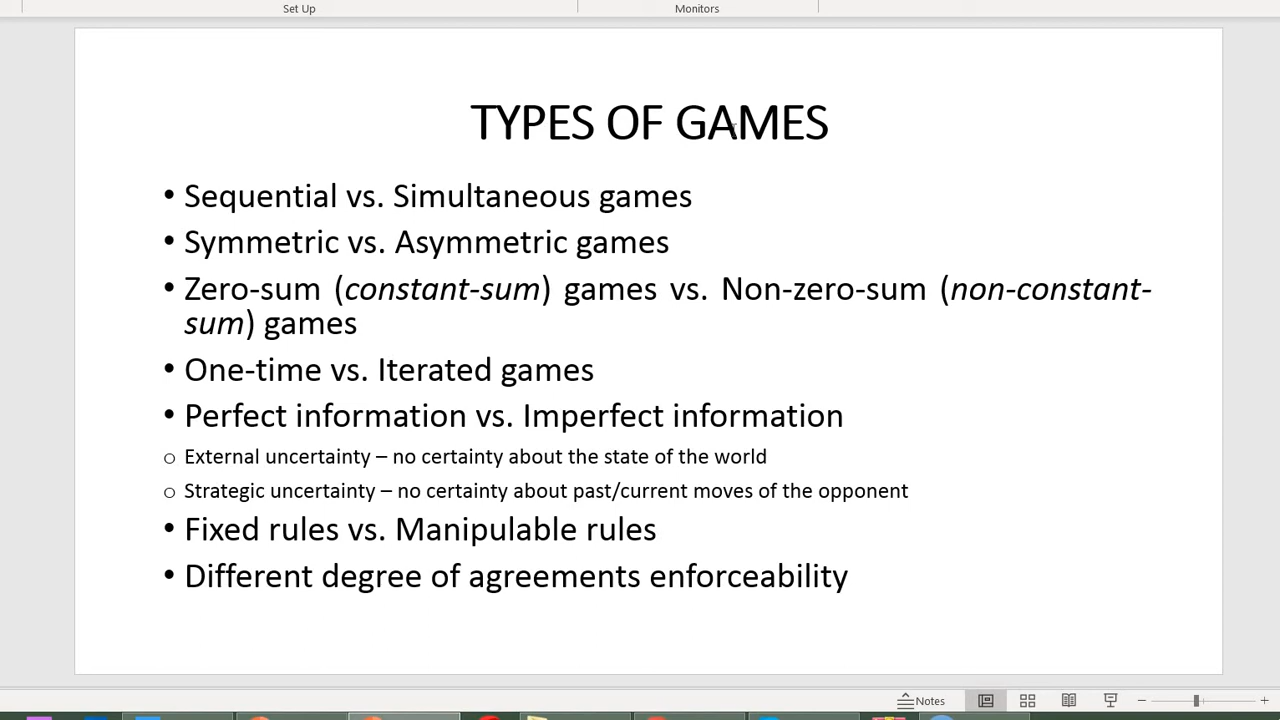 Set Up
Monitors
TYPES OF GAMES
• Sequential vs. Simultaneous games
• Symmetric vs. Asymmetric games
• Zero-sum (constant-sum) games vs. Non-zero-sum (non-constant-
sum) games
• One-time vs. Iterated games
• Perfect information vs. Imperfect information
o External uncertainty – no certainty about the state of the world
o Strategic uncertainty – no certainty about past/current moves of the opponent
• Fixed rules vs. Manipulable rules
• Different degree of agreements enforceability
Notes